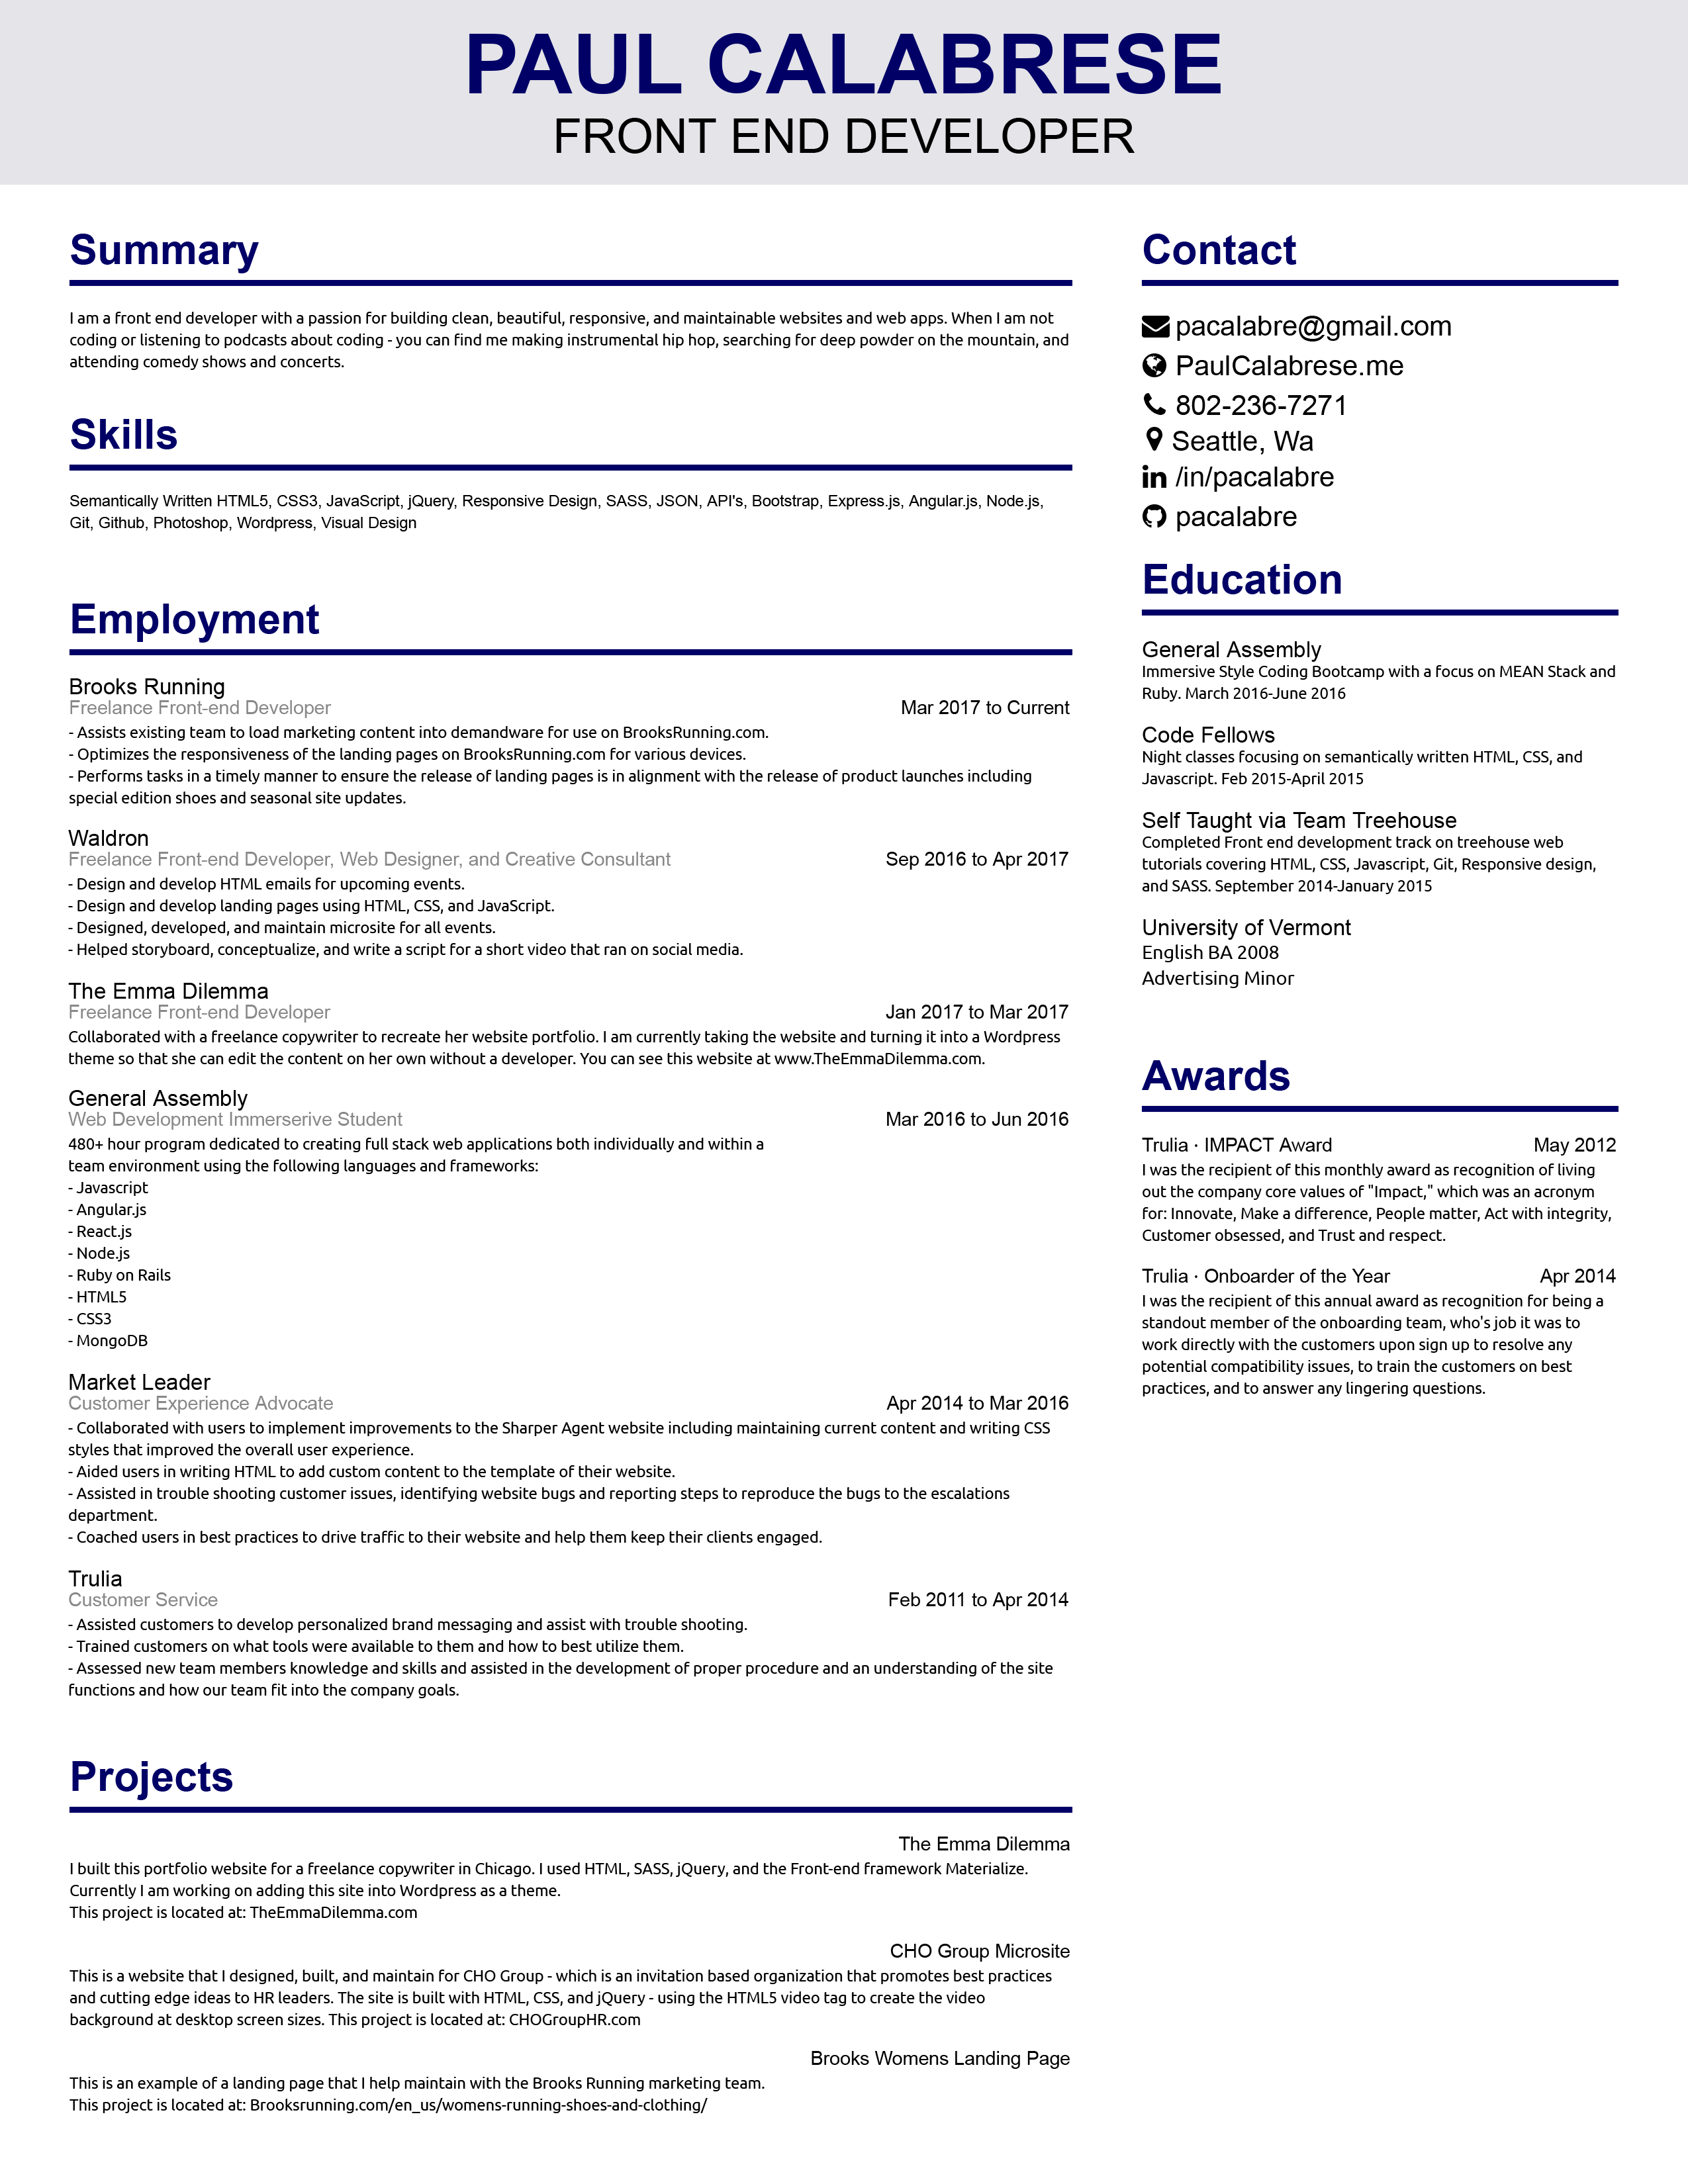 PAUL CALABRESE
FRONT END DEVELOPER
Summary
I am a front end developer with a passion for building clean, beautiful, responsive, and maintainable websites and web apps. When I am not
coding or listening to podcasts about coding - you can find me making instrumental hip hop, searching for deep powder on the mountain, and
attending comedy shows and concerts.
Skills
Semantically Written HTML5, CSS3, JavaScript, jQuery, Responsive Design, SASS, JSON, API's, Bootstrap, Express.js, Angular.js, Node.js,
Git, Github, Photoshop, Wordpress, Visual Design
Employment
Brooks Running
Freelance Front-end Developer Mar 2017 to Current
- Assists existing team to load marketing content into demandware for use on BrooksRunning.com.
- Optimizes the responsiveness of the landing pages on BrooksRunning.com for various devices.
- Performs tasks in a timely manner to ensure the release of landing pages is in alignment with the release of product launches including
special edition shoes and seasonal site updates.
Waldron
Freelance Front-end Developer, Web Designer, and Creative Consultant Sep 2016 to Apr 2017
- Design and develop HTML emails for upcoming events.
- Design and develop landing pages using HTML, CSS, and JavaScript.
- Designed, developed, and maintain microsite for all events.
- Helped storyboard, conceptualize, and write a script for a short video that ran on social media.
The Emma Dilemma
Freelance Front-end Developer Jan 2017 to Mar 2017
Collaborated with a freelance copywriter to recreate her website portfolio. I am currently taking the website and turning it into a Wordpress
theme so that she can edit the content on her own without a developer. You can see this website at www.TheEmmaDilemma.com.
General Assembly
Web Development Immerserive Student Mar 2016 to Jun 2016
480+ hour program dedicated to creating full stack web applications both individually and within a
team environment using the following languages and frameworks:
- Javascript
- Angular.js
- React.js
- Node.js
- Ruby on Rails
- HTML5
- CSS3
- MongoDB
Market Leader
Customer Experience Advocate Apr 2014 to Mar 2016
- Collaborated with users to implement improvements to the Sharper Agent website including maintaining current content and writing CSS
styles that improved the overall user experience.
- Aided users in writing HTML to add custom content to the template of their website.
- Assisted in trouble shooting customer issues, identifying website bugs and reporting steps to reproduce the bugs to the escalations
department.
- Coached users in best practices to drive traffic to their website and help them keep their clients engaged.
Trulia
Customer Service Feb 2011 to Apr 2014
- Assisted customers to develop personalized brand messaging and assist with trouble shooting.
- Trained customers on what tools were available to them and how to best utilize them.
- Assessed new team members knowledge and skills and assisted in the development of proper procedure and an understanding of the site
functions and how our team fit into the company goals.
Projects
The Emma Dilemma
I built this portfolio website for a freelance copywriter in Chicago. I used HTML, SASS, jQuery, and the Front-end framework Materialize.
Currently I am working on adding this site into Wordpress as a theme.
This project is located at: TheEmmaDilemma.com
CHO Group Microsite
This is a website that I designed, built, and maintain for CHO Group - which is an invitation based organization that promotes best practices
and cutting edge ideas to HR leaders. The site is built with HTML, CSS, and jQuery - using the HTML5 video tag to create the video
background at desktop screen sizes. This project is located at: CHOGroupHR.com
Brooks Womens Landing Page
This is an example of a landing page that I help maintain with the Brooks Running marketing team.
This project is located at: Brooksrunning.com/en_us/womens-running-shoes-and-clothing/
Contact
pacalabre@gmail.com
PaulCalabrese.me
802-236-7271
Seattle, Wa
/in/pacalabre
pacalabre
Education
General Assembly
Immersive Style Coding Bootcamp with a focus on MEAN Stack and
Ruby. March 2016-June 2016
Code Fellows
Night classes focusing on semantically written HTML, CSS, and
Javascript. Feb 2015-April 2015
Self Taught via Team Treehouse
Completed Front end development track on treehouse web
tutorials covering HTML, CSS, Javascript, Git, Responsive design,
and SASS. September 2014-January 2015
University of Vermont
English BA 2008
Advertising Minor
Awards
Trulia · IMPACT Award May 2012
I was the recipient of this monthly award as recognition of living
out the company core values of "Impact," which was an acronym
for: Innovate, Make a difference, People matter, Act with integrity,
Customer obsessed, and Trust and respect.
Trulia · Onboarder of the Year Apr 2014
I was the recipient of this annual award as recognition for being a
standout member of the onboarding team, who's job it was to
work directly with the customers upon sign up to resolve any
potential compatibility issues, to train the customers on best
practices, and to answer any lingering questions.